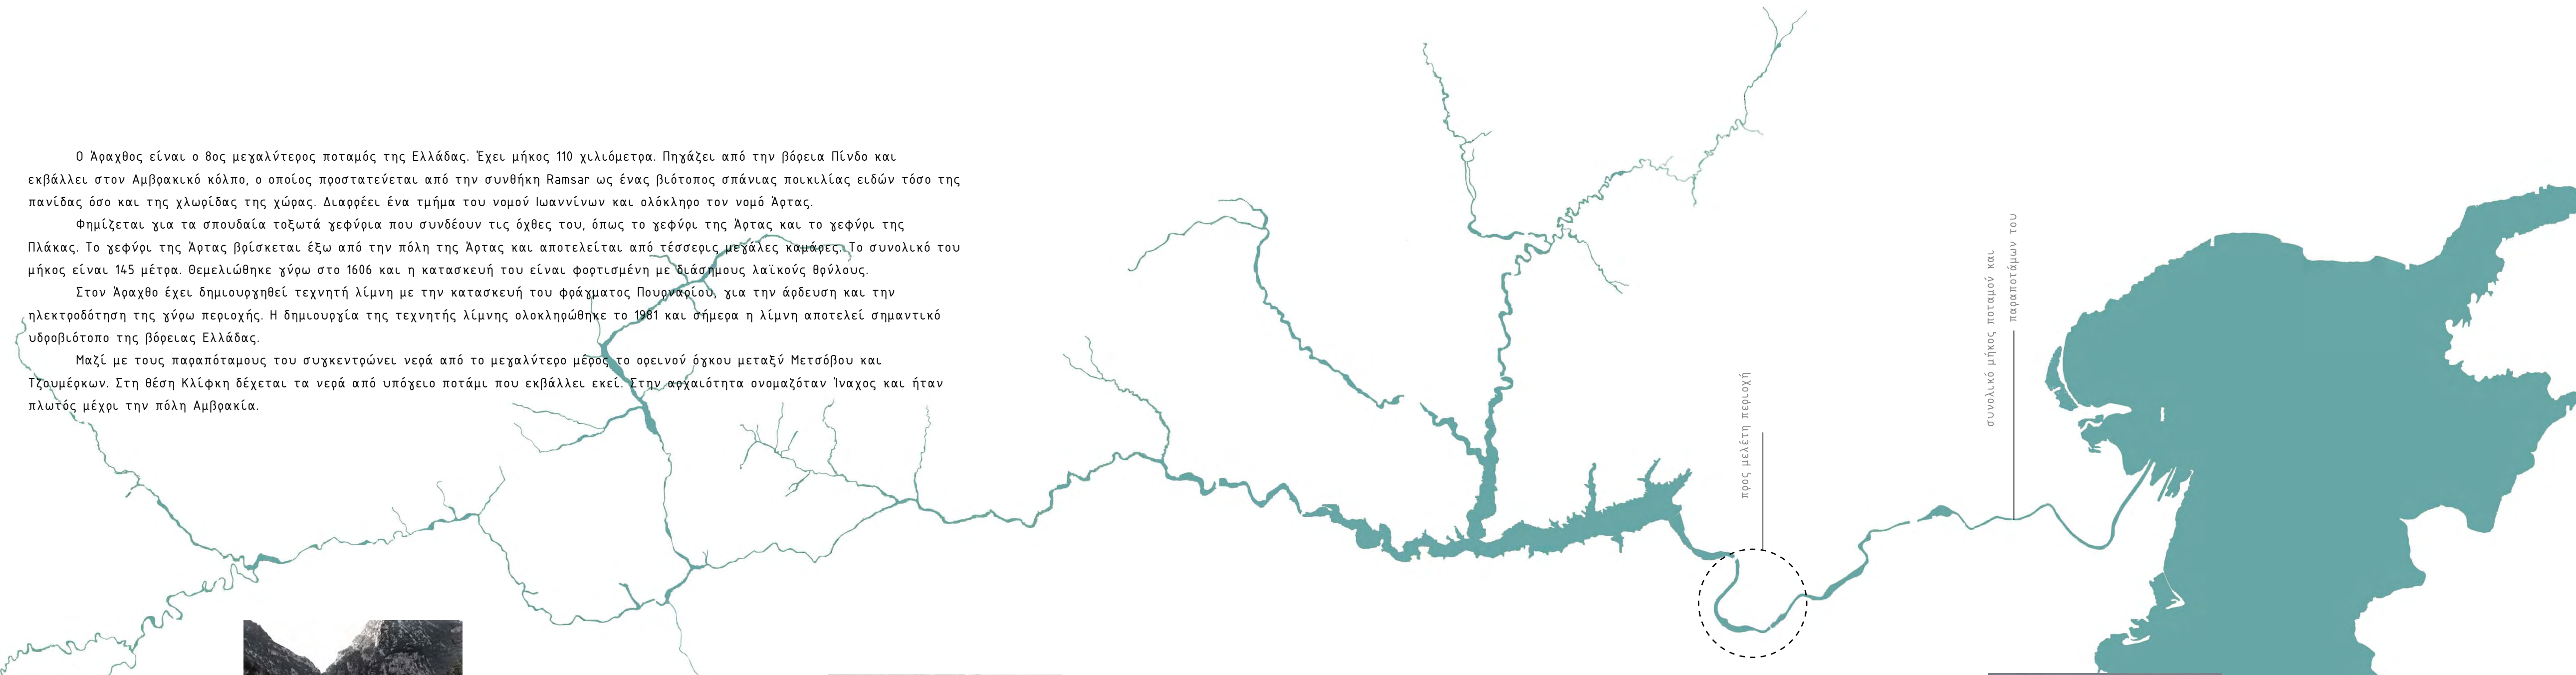 Ο Άραχθος είναι ο 8ος μεγαλύτερος ποταμός της Ελλάδας. Έχει μήκος 110 χιλιόμετρα. Πηγάζει από την βόρεια Πίνδο και
εκβάλλει στον Αμβρακικό κόλπο, ο οποίος προστατεύεται από την συνθήκη Ramsar ως ένας βιότοπος σπάνιας ποικιλίας ειδών τόσο της
πανίδας όσο και της χλωρίδας της χώρας. Διαρρέει ένα τμήμα του νομού Ιωαννίνων και ολόκληρο τον νομό Άρτας.
Φημίζεται για τα σπουδαία τοξωτά γεφύρια που συνδέουν τις όχθες του, όπως το γεφύρι της Άρτας και το γεφύρι της
Πλάκας. Το γεφύρι της Άρτας βρίσκεται έξω από την πόλη της Άρτας και αποτελείται από τέσσερις μεγάλες καμάρες. Το συνολικό του
μήκος είναι 145 μέτρα. Θεμελιώθηκε γύρω στο 1606 και η κατασκευή του είναι φορτισμένη με διάσημους λαϊκούς θρύλους.
Στον Άραχθο έχει δημιουργηθεί τεχνητή λίμνη με την κατασκευή του φράγματος Πουρναρίου, για την άρδευση και την
ηλεκτροδότηση της γύρω περιοχής. Η δημιουργία της τεχνητής λίμνης ολοκληρώθηκε το 1981 και σήμερα η λίμνη αποτελεί σημαντικό
υδροβιότοπο της βόρειας Ελλάδας.
Μαζί με τους παραπόταμους του συγκεντρώνει νερά από το μεγαλύτερο μέρος το ορεινού όγκου μεταξύ Μετσόβου και
Τζουμέρκων. Στη θέση Κλίφκη δέχεται τα νερά από υπόγειο ποτάμι που εκβάλλει εκεί. Στην αρχαιότητα ονομαζόταν Ίναχος και ήταν
πλωτός μέχρι την πόλη Αμβρακία.
προς μελέτη περιοχή
συνολικό μήκος ποταμού και
παραποτάμων του